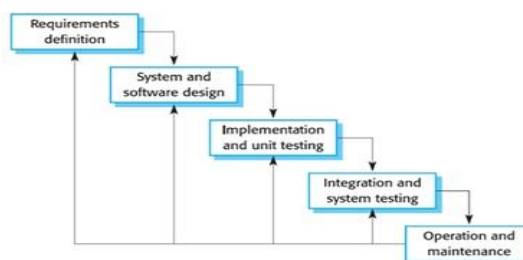 Requirements
definition
System and
software design
Implementation
and unit testing
Integration and
system testing
Operation and
maintenance